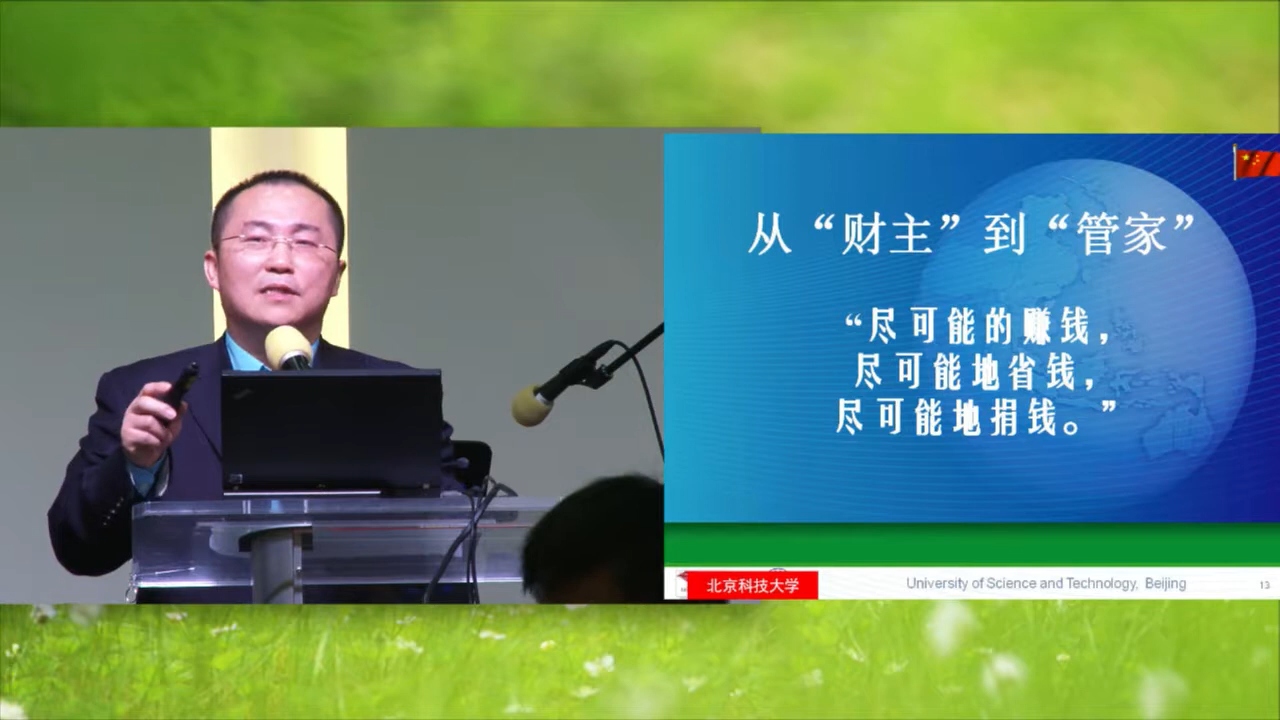 从“财主”到“管家”
“尽可能的赚钱，
尽可能地省钱，
尽可能地捐钱。”
北京科技大学
University of Science and Technology, Beijing
13